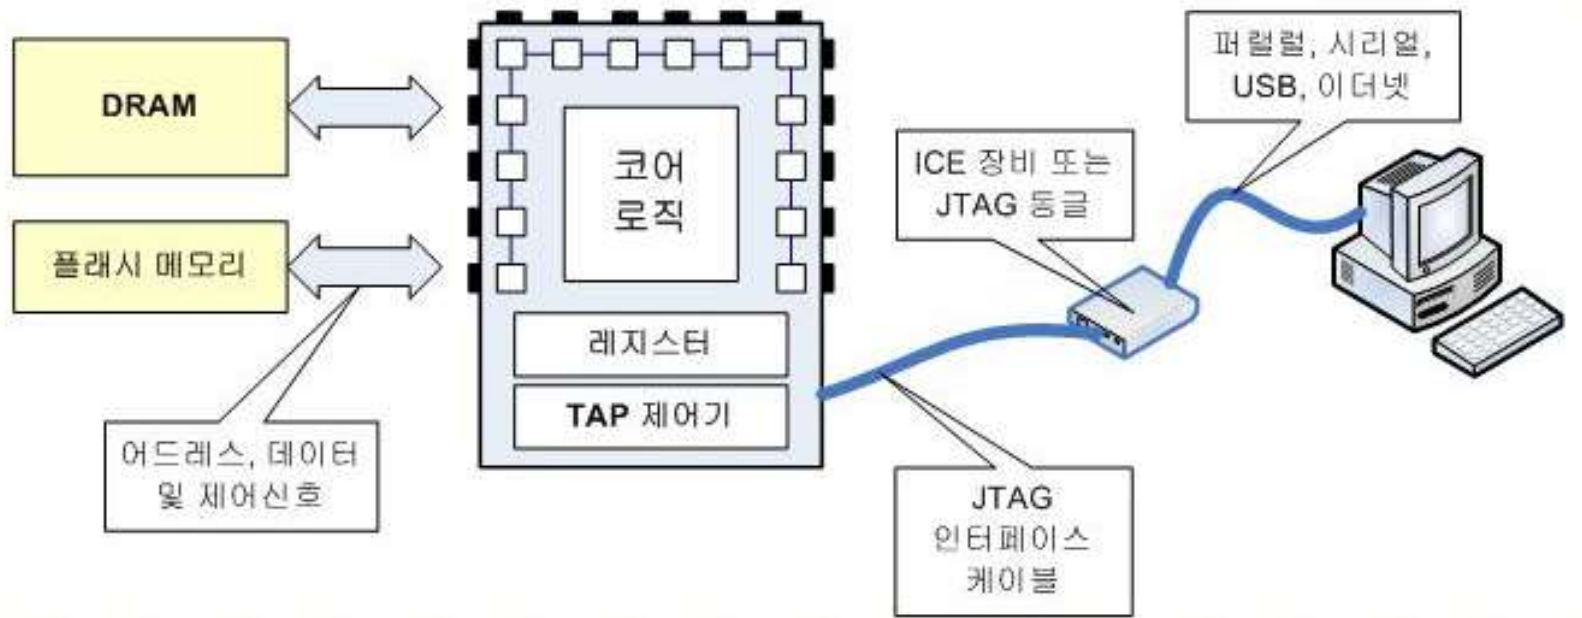 DRAM
플래시 메모리
어드레스, 데이터
및 제어신호
코어
로직
레지스터
TAP 제어기
ICE 장비 또는
JTAG 동글
퍼랠럴, 시리얼,
USB, 이더넷
JTAG
인터페이스
케이블